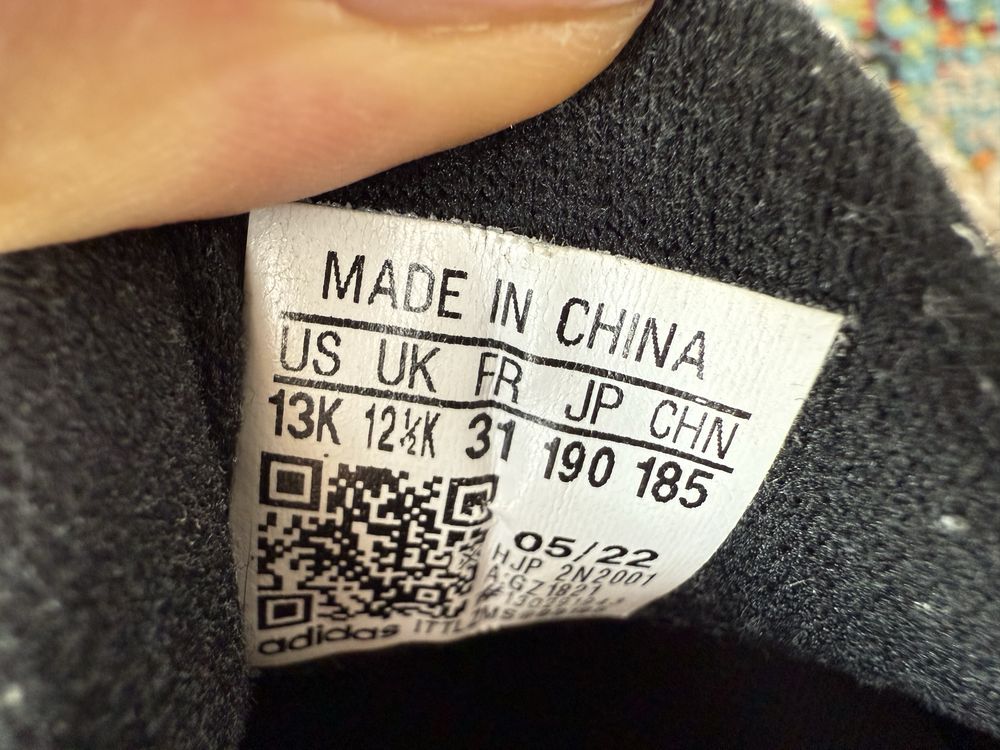 MADE IN CHINA
US UK FR JP CHN
13K 12½K 31 190 185
05/22
HJP 2N2001
A:GZ1821
adidas